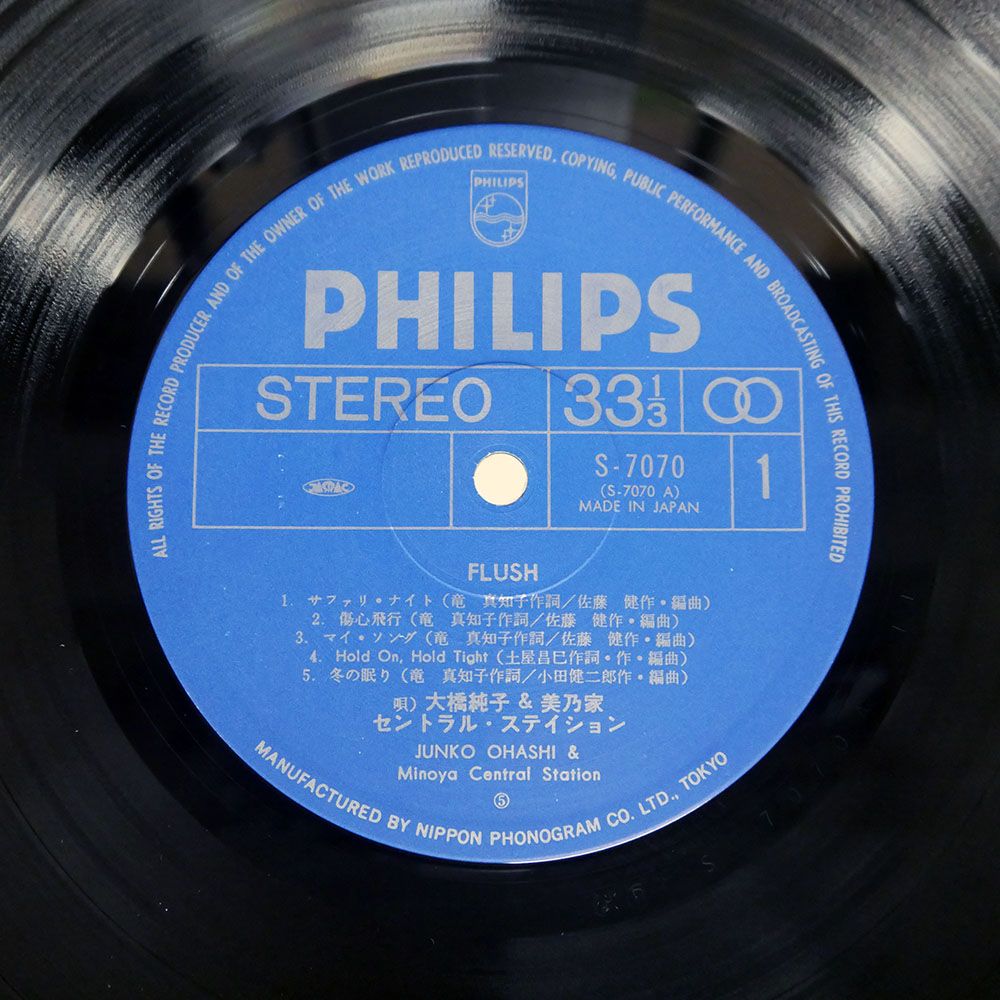 ALL RIGHTS OF THE RECORD PRODUCER AND OF THE OWNER OF THE WORK REPRODUCED RESERVED. COPYING, PUBLIC PERFORMANCE AND BROADCASTING OF THIS RECORD PROHIBITED
PHILIPS
PHILIPS
STEREO 33 1/3
JASRAC S-7070 1
(S-7070 A)
MADE IN JAPAN
FLUSH
1. サファリ・ナイト(竜 真知子作詞/佐藤 健作・編曲)
2. 傷心飛行(竜 真知子作詞/佐藤 健作・編曲)
3、マイ・ソング(竜 真知子作詞/佐藤 健作・編曲)
4. Hold On, Hold Tight(土屋昌巳作詞・作・編曲)
5. 冬の眠り(竜 真知子作詞/小田健二郎作・編曲)
唄)大橋純子 & 美乃家
セントラル・ステイション
JUNKO OHASHI &
Minoya Central Station
⑤
MANUFACTURED BY NIPPON PHONOGRAM CO. LTD., TOKYO